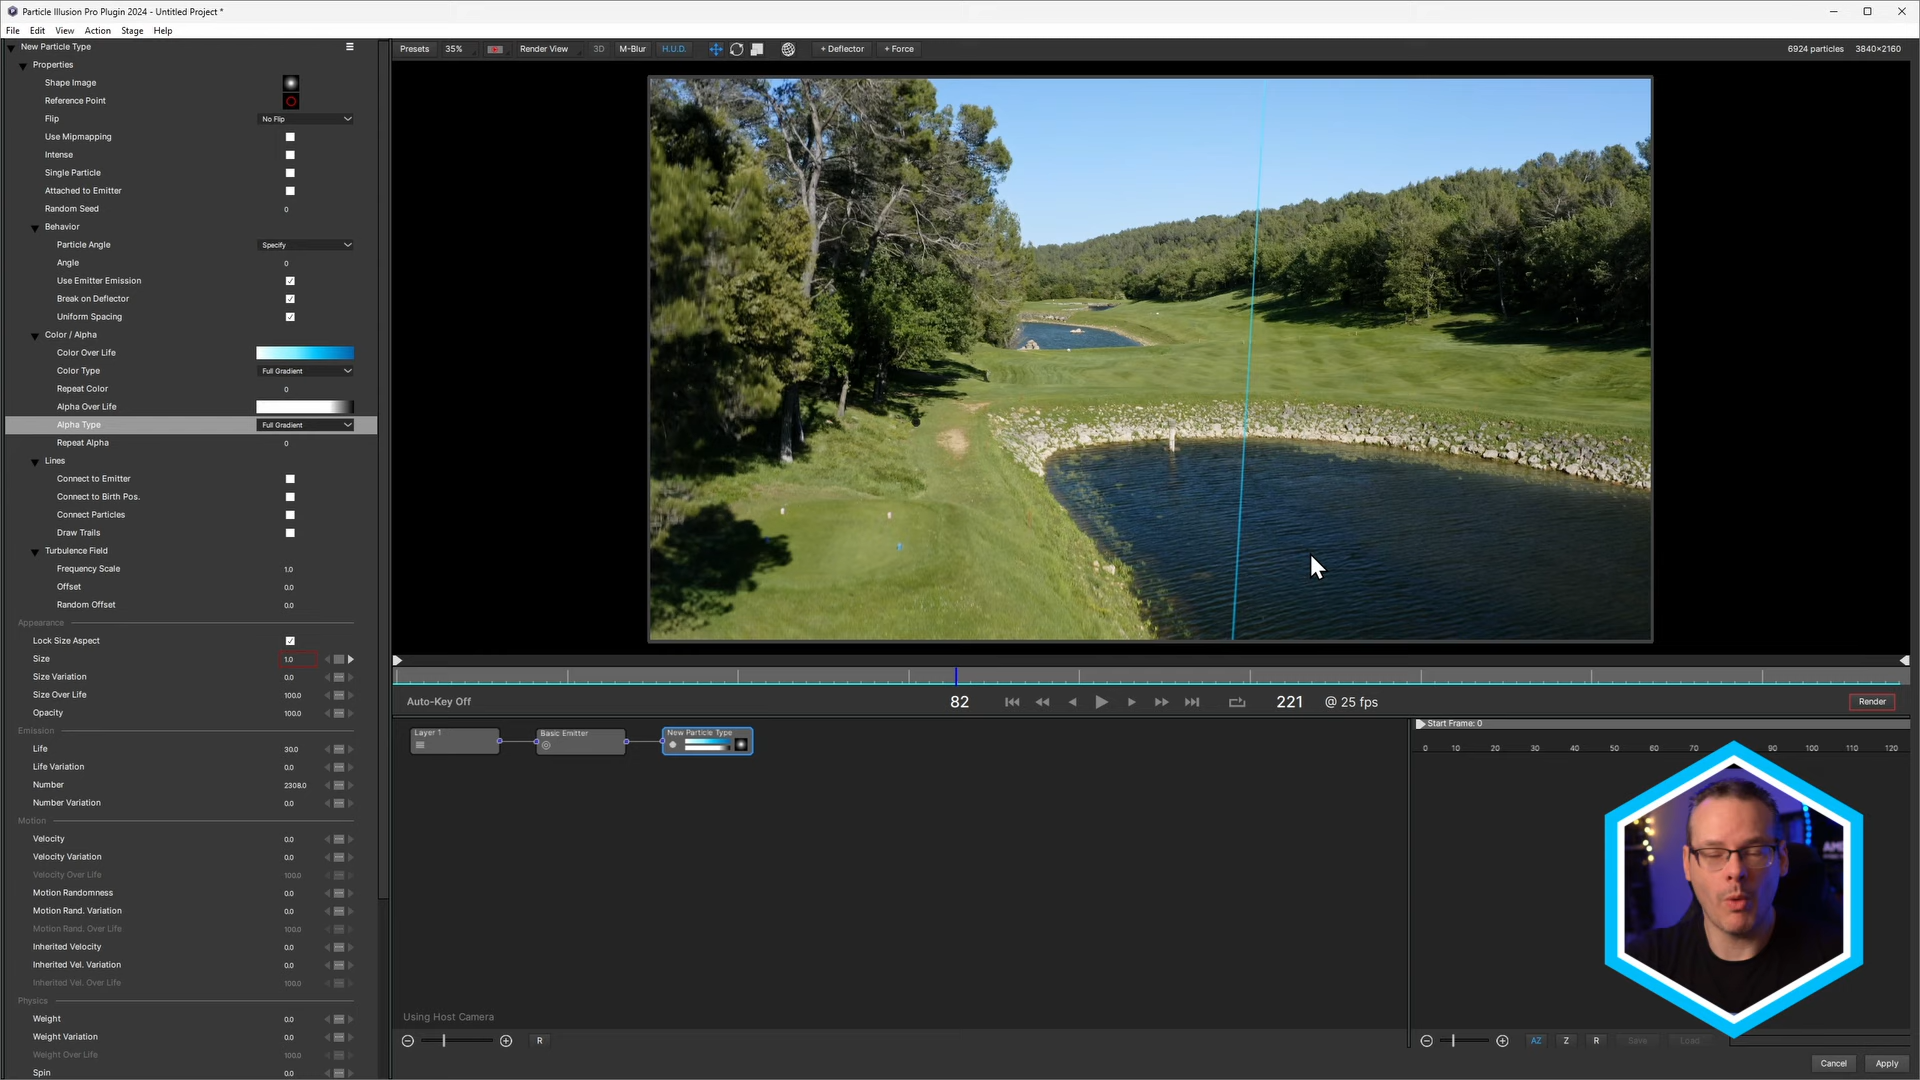 Particle Illusion Pro Plugin 2024 - Untitled Project *
File Edit View Action Stage Help
New Particle Type
Properties
Shape Image
Reference Point
Flip No Flip
Use Mipmapping
Intense
Single Particle
Attached to Emitter
Random Seed 0
Behavior
Particle Angle Specify
Angle 0
Use Emitter Emission
Break on Deflector
Uniform Spacing
Color / Alpha
Color Over Life
Color Type Full Gradient
Repeat Color 0
Alpha Over Life
Alpha Type Full Gradient
Repeat Alpha 0
Lines
Connect to Emitter
Connect to Birth Pos.
Connect Particles
Draw Trails
Turbulence Field
Frequency Scale 1.0
Offset 0.0
Random Offset 0.0
Appearance
Lock Size Aspect
Size 1.0
Size Variation 0.0
Size Over Life 100.0
Opacity 100.0
Emission
Life 30.0
Life Variation 0.0
Number 2308.0
Number Variation 0.0
Motion
Velocity 0.0
Velocity Variation 0.0
Velocity Over Life 100.0
Motion Randomness 0.0
Motion Rand. Variation 0.0
Motion Rand. Over Life 100.0
Inherited Velocity 0.0
Inherited Vel. Variation 0.0
Inherited Vel. Over Life 100.0
Physics
Weight 0.0
Weight Variation 0.0
Weight Over Life 100.0
Spin 0.0
Presets 35% Render View 3D M-Blur H.U.D. + Deflector + Force 6924 particles 3840×2160
Auto-Key Off 82 221 @ 25 fps Render
Layer 1 Basic Emitter New Particle Type
Start Frame: 0
0 10 20 30 40 50 60 70 90 100 110 120
AM
Using Host Camera
R AZ Z R Save Load
Cancel Apply